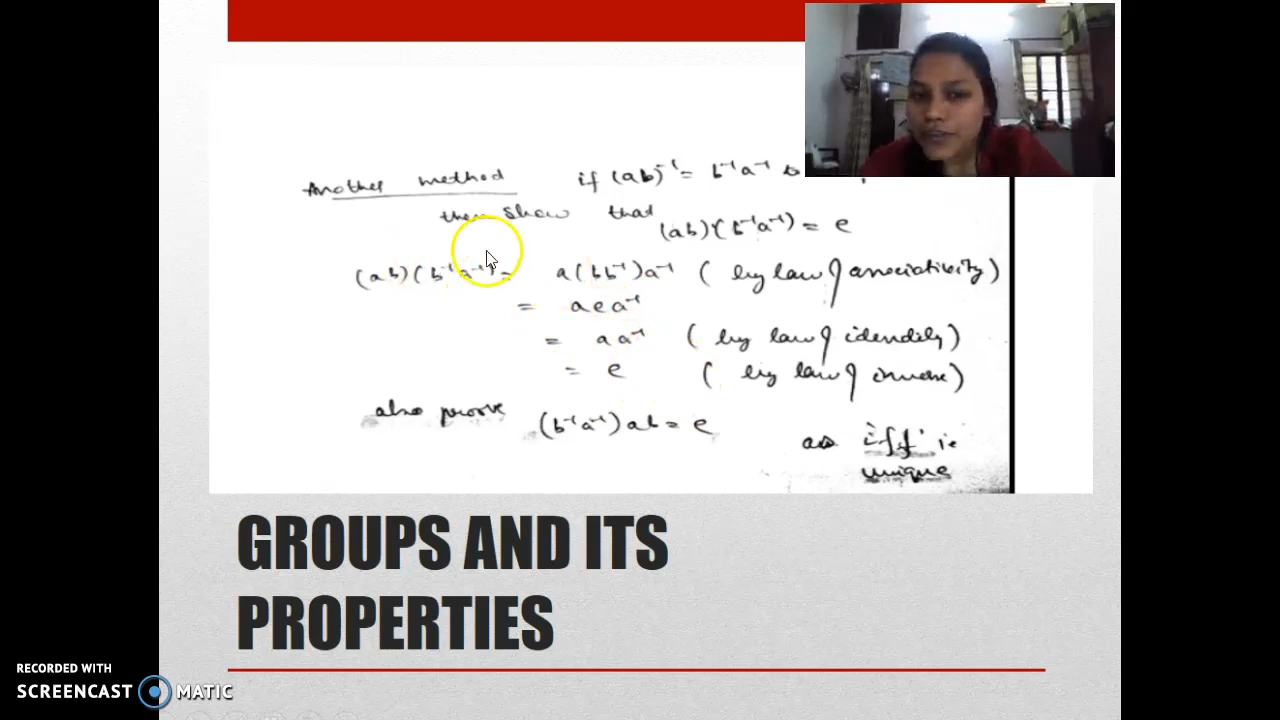 Another method if (ab)⁻¹ = b⁻¹a⁻¹
then show that (ab)(b⁻¹a⁻¹) = e
(ab)(b⁻¹a⁻¹) = a(bb⁻¹)a⁻¹ (by law of associativity)
= aea⁻¹
= aa⁻¹ (by law of identity)
= e (by law of inverse)
also prove (b⁻¹a⁻¹)ab = e as iff ie
unique
GROUPS AND ITS
PROPERTIES
RECORDED WITH
SCREENCAST MATIC